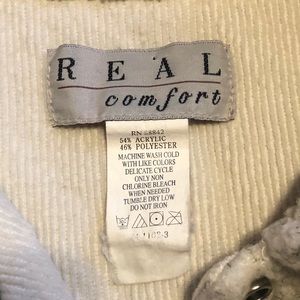 REAL
comfort
54% ACRYLIC
46% POLYESTER
MACHINE WASH COLD
WITH LIKE COLORS
DELICATE CYCLE
ONLY NON
CHLORINE BLEACH
WHEN NEEDED
TUMBLE DRY LOW
DO NOT IRON